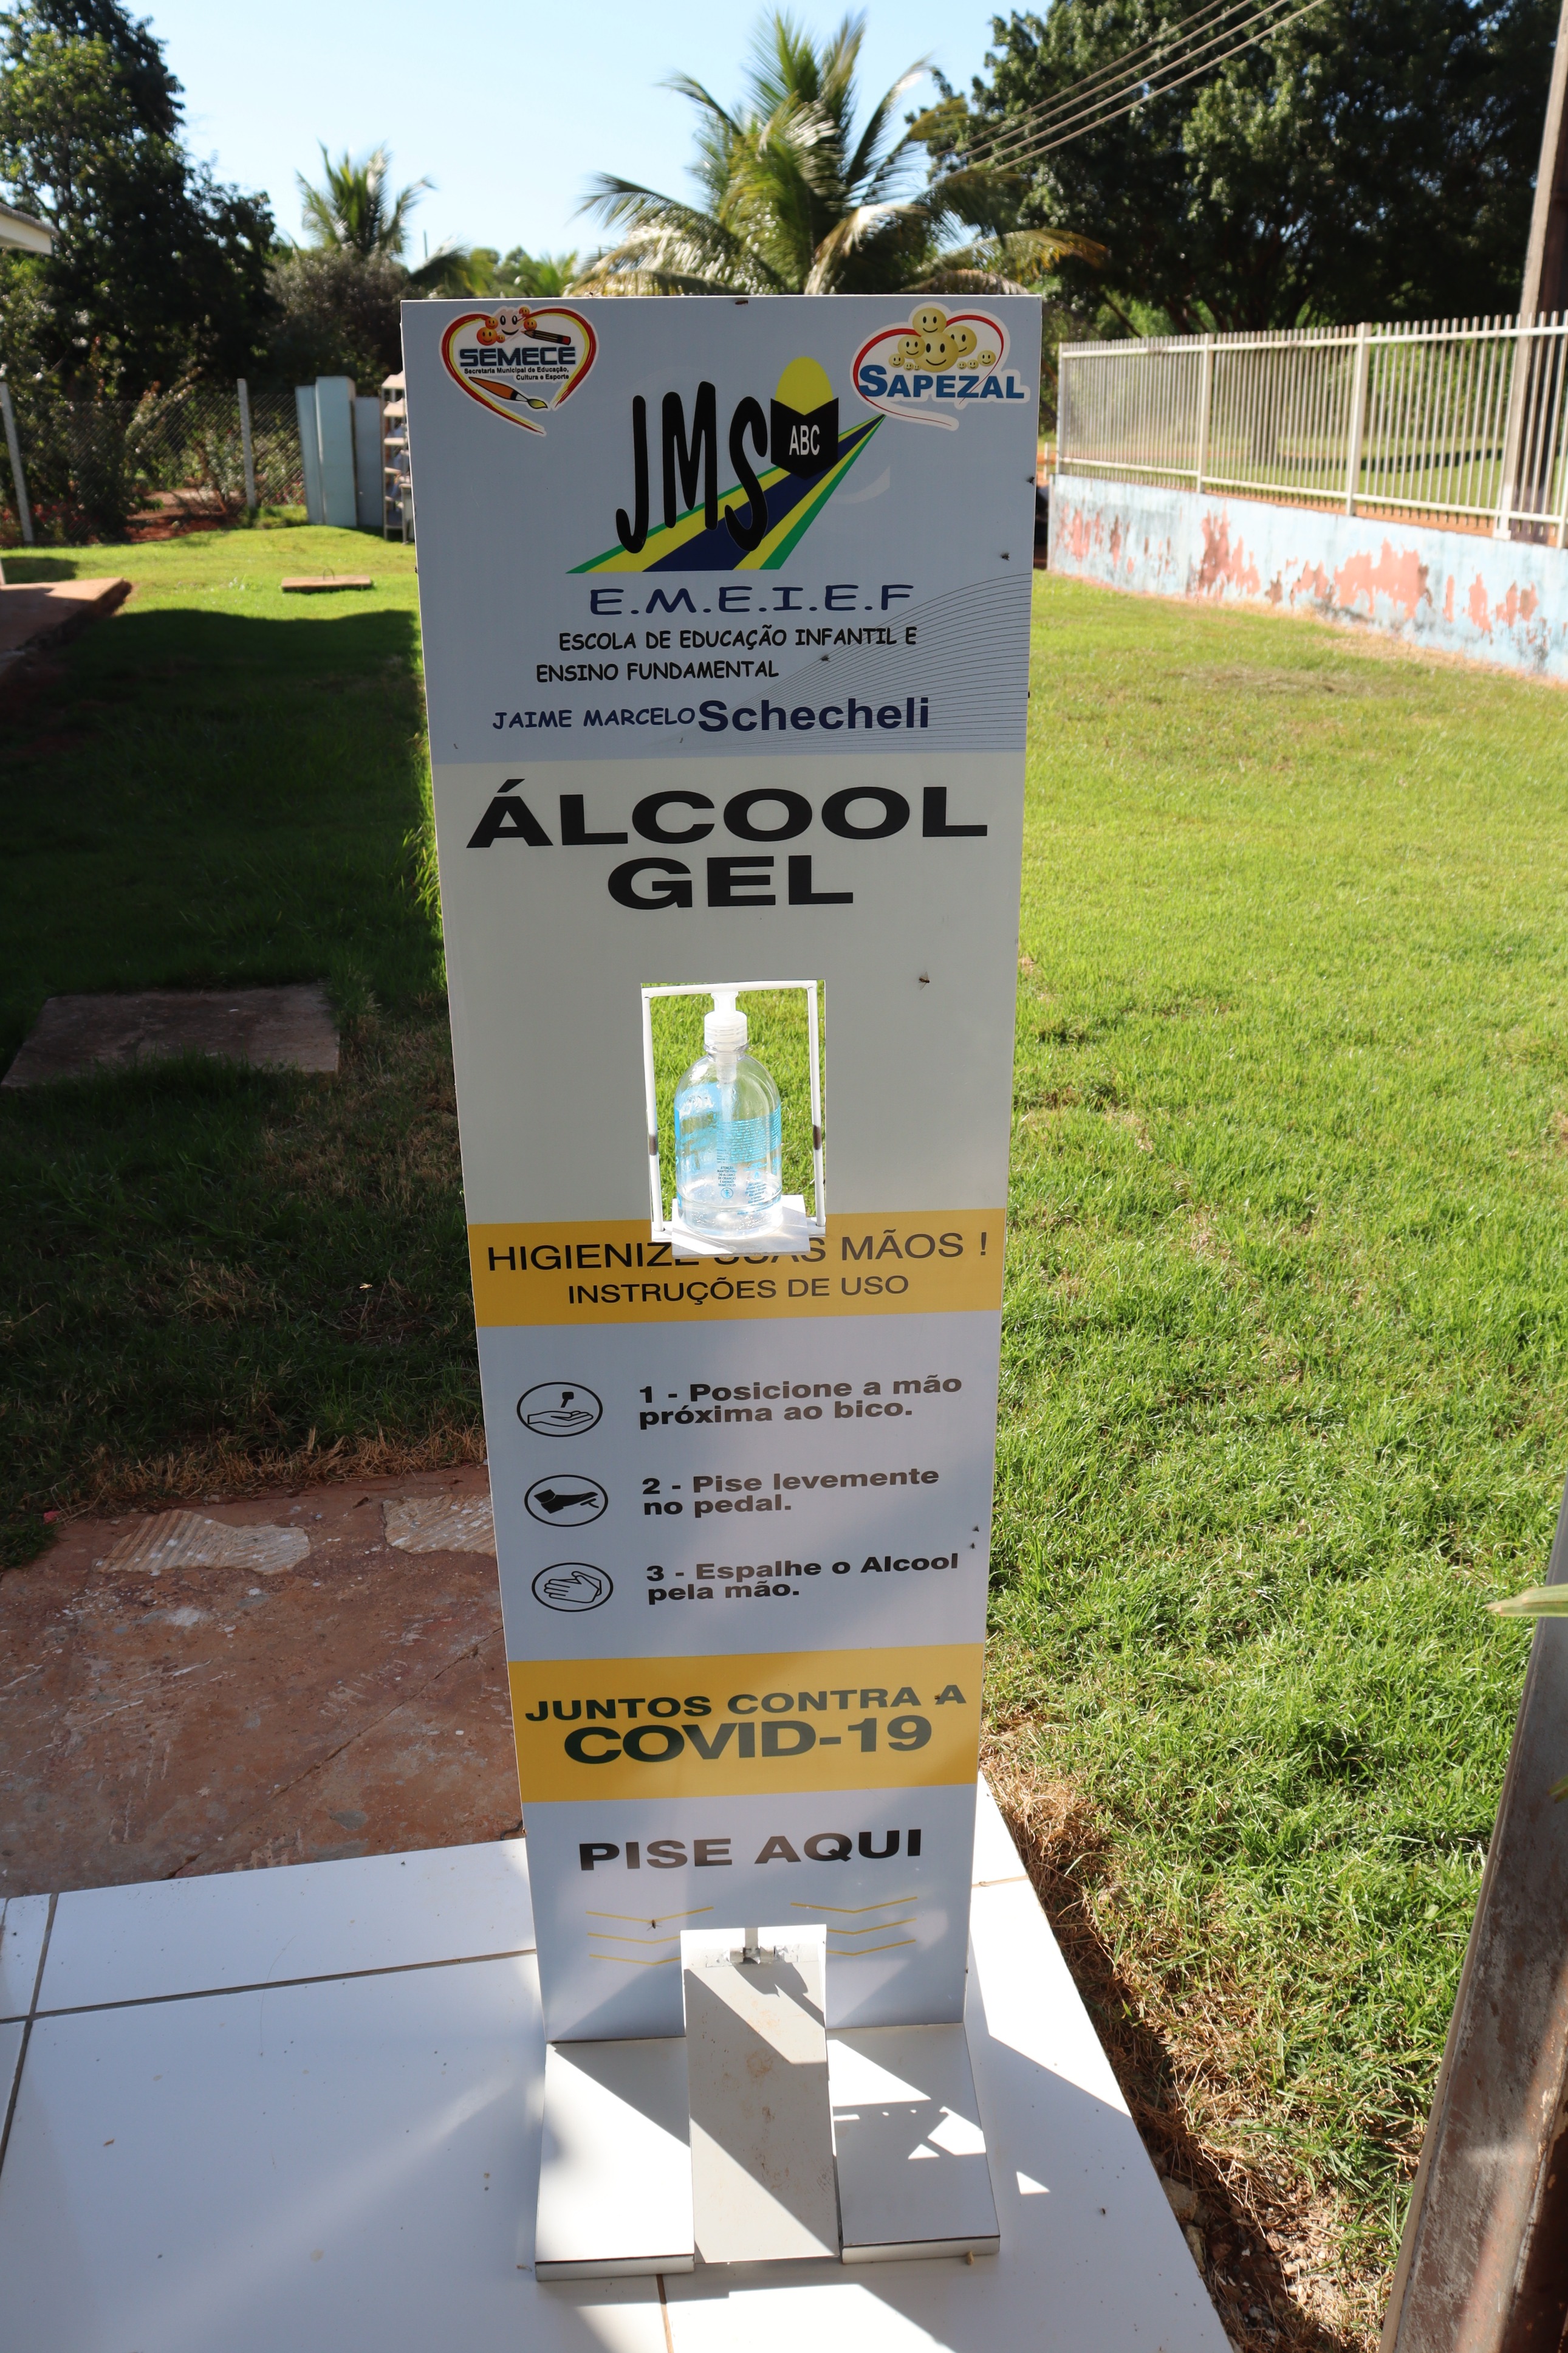 SEMECE
Secretaria Municipal de Educação,
Cultura e Esporte
SAPEZAL
JMS
ABC
E.M.E.I.E.F
ESCOLA DE EDUCAÇÃO INFANTIL E
ENSINO FUNDAMENTAL
JAIME MARCELO Schecheli
ÁLCOOL
GEL
HIGIENIZE SUAS MÃOS !
INSTRUÇÕES DE USO
1 - Posicione a mão
próxima ao bico.
2 - Pise levemente
no pedal.
3 - Espalhe o Alcool
pela mão.
JUNTOS CONTRA A
COVID-19
PISE AQUI